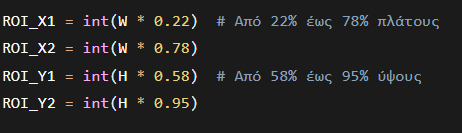 ROI_X1 = int(W * 0.22)  # Από 22% έως 78% πλάτους
ROI_X2 = int(W * 0.78)
ROI_Y1 = int(H * 0.58)  # Από 58% έως 95% ύψους
ROI_Y2 = int(H * 0.95)